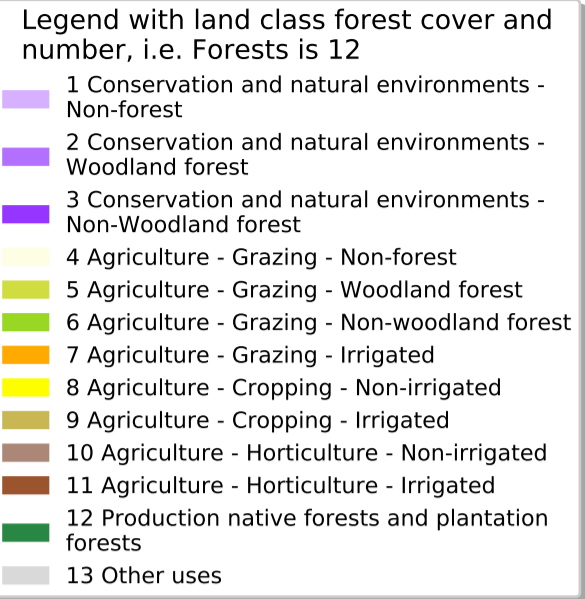 Legend with land class forest cover and
number, i.e. Forests is 12
1 Conservation and natural environments -
Non-forest
2 Conservation and natural environments -
Woodland forest
3 Conservation and natural environments -
Non-Woodland forest
4 Agriculture - Grazing - Non-forest
5 Agriculture - Grazing - Woodland forest
6 Agriculture - Grazing - Non-woodland forest
7 Agriculture - Grazing - Irrigated
8 Agriculture - Cropping - Non-irrigated
9 Agriculture - Cropping - Irrigated
10 Agriculture - Horticulture - Non-irrigated
11 Agriculture - Horticulture - Irrigated
12 Production native forests and plantation
forests
13 Other uses